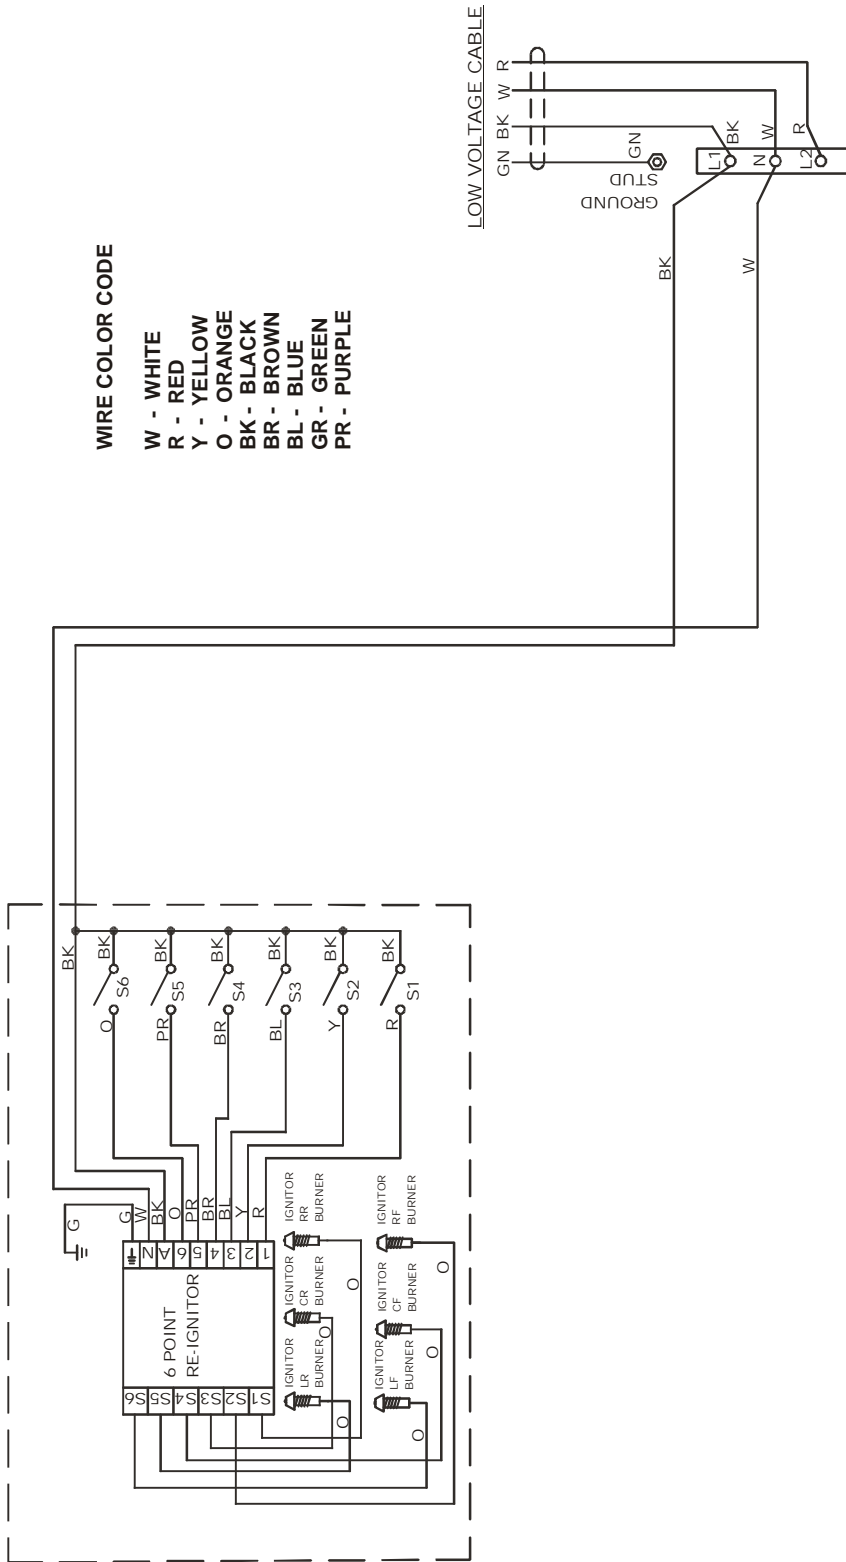 LOW VOLTAGE CABLE
GN
BK
W
R
GN
GROUND
STUD
L1
N
L2
BK
W
R
BK
W
WIRE COLOR CODE
W - WHITE
R - RED
Y - YELLOW
O - ORANGE
BK - BLACK
BR - BROWN
BL - BLUE
GR - GREEN
PR - PURPLE
BK
BK
S6
O
BK
S5
PR
BK
S4
BR
BK
S3
BL
BK
S2
Y
BK
S1
R
G
G
W
BK
O
PR
BR
BL
Y
R
N
A
6
5
4
3
2
1
6 POINT
RE-IGNITOR
S6
S5
S4
S3
S2
S1
IGNITOR
LR
BURNER
O
IGNITOR
CR
BURNER
O
IGNITOR
RR
BURNER
O
IGNITOR
LF
BURNER
O
IGNITOR
CF
BURNER
O
IGNITOR
RF
BURNER
O